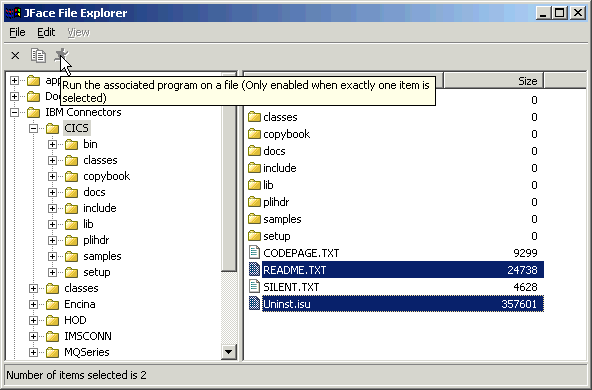 JFace File Explorer
File Edit View
Run the associated program on a file (Only enabled when exactly one item is
selected)
Size
app
Do
IBM Connectors
CICS
bin
classes
copybook
docs
include
lib
plihdr
samples
setup
classes
Encina
HOD
IMSCONN
MQSeries
0
classes 0
copybook 0
docs 0
include 0
lib 0
plihdr 0
samples 0
setup 0
CODEPAGE.TXT 9299
README.TXT 24738
SILENT.TXT 4628
Uninst.isu 357601
Number of items selected is 2